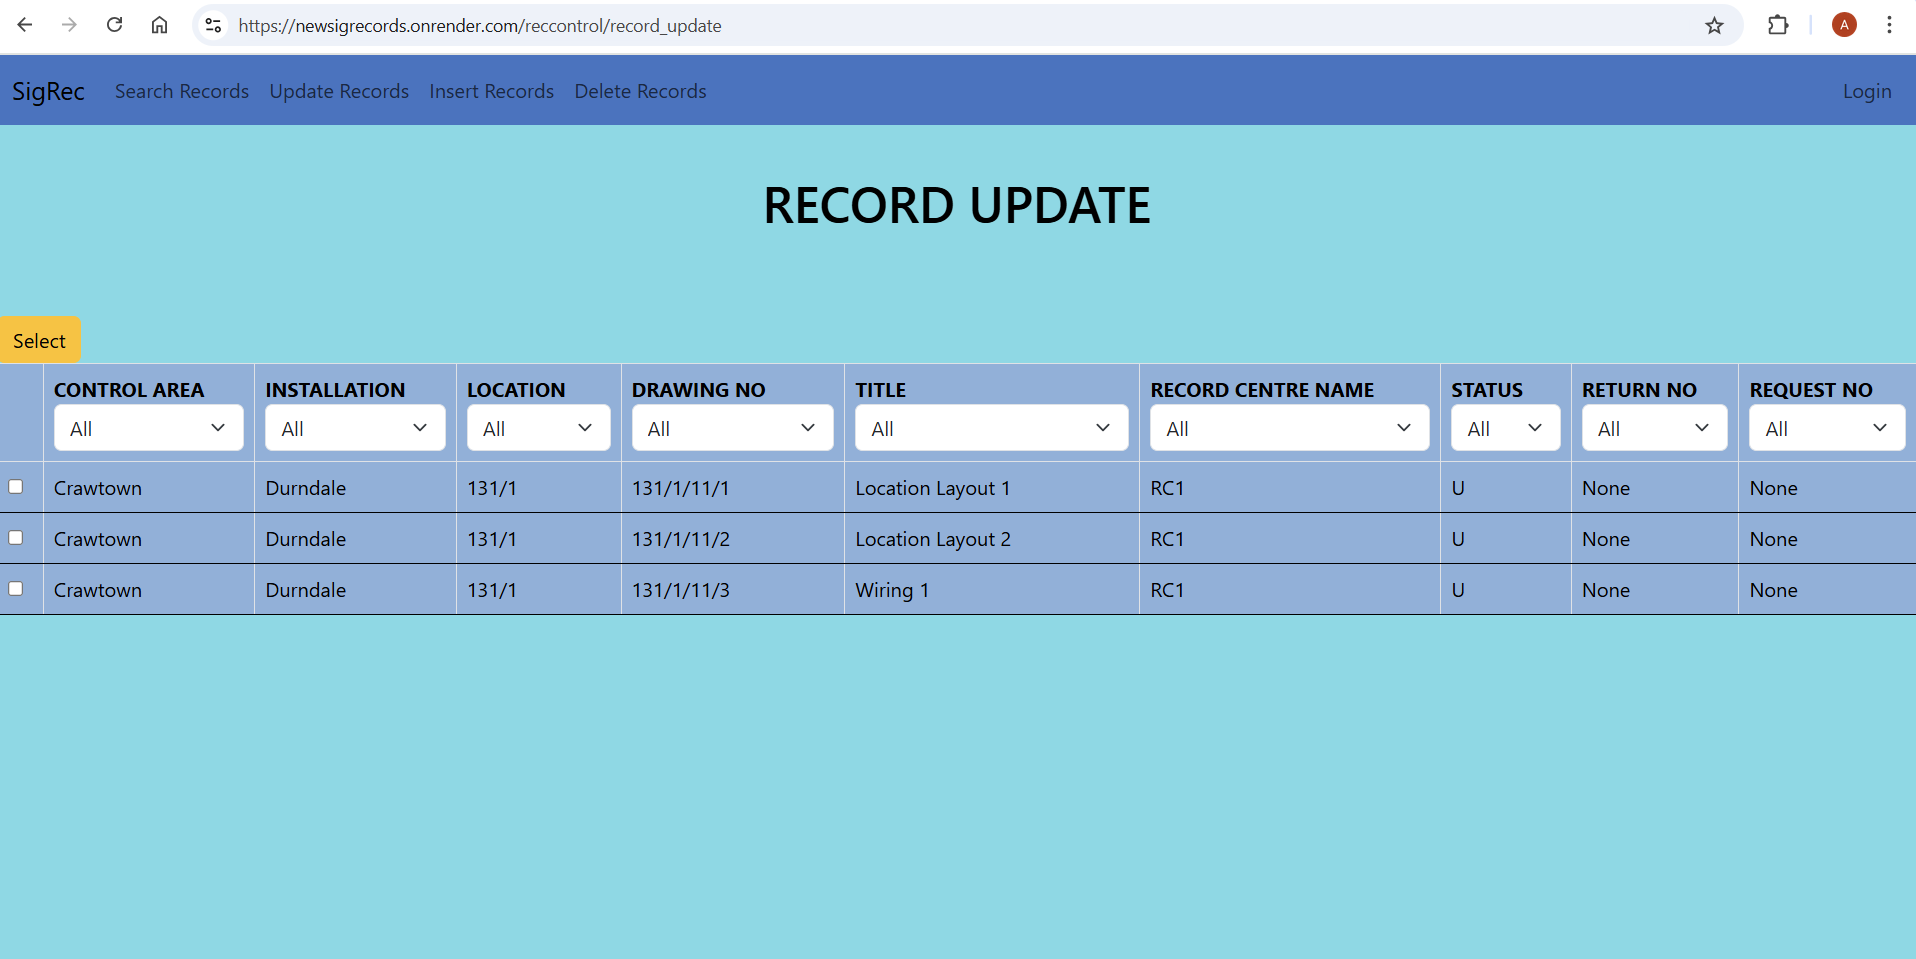 https://newsigrecords.onrender.com/reccontrol/record_update
A
SigRec Search Records Update Records Insert Records Delete Records Login
RECORD UPDATE
Select
CONTROL AREA INSTALLATION LOCATION DRAWING NO TITLE RECORD CENTRE NAME STATUS RETURN NO REQUEST NO
All All All All All All All All All
Crawtown Durndale 131/1 131/1/11/1 Location Layout 1 RC1 U None None
Crawtown Durndale 131/1 131/1/11/2 Location Layout 2 RC1 U None None
Crawtown Durndale 131/1 131/1/11/3 Wiring 1 RC1 U None None